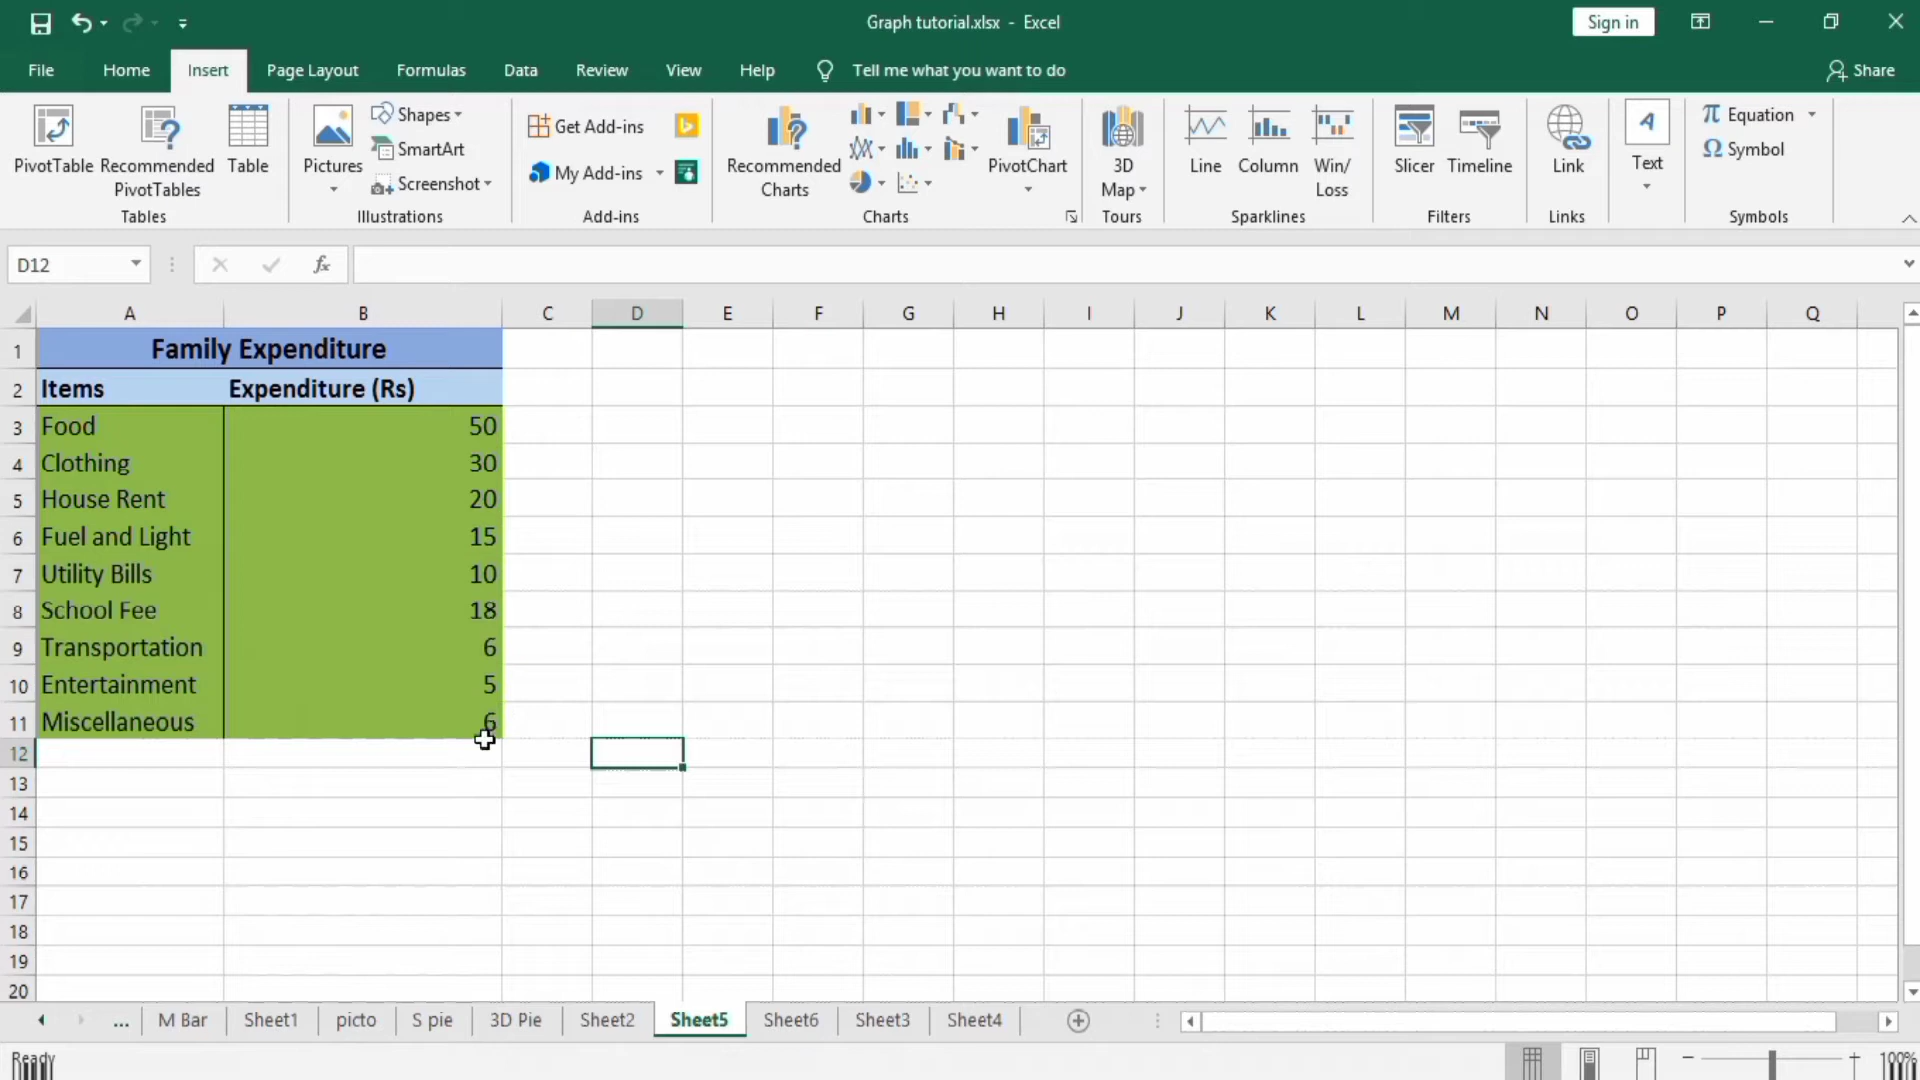 Graph tutorial.xlsx - Excel
Sign in
File Home Insert Page Layout Formulas Data Review View Help Tell me what you want to do Share
PivotTable
Recommended PivotTables
Table
Tables
Pictures
Shapes
SmartArt
Screenshot
Illustrations
Get Add-ins
My Add-ins
Add-ins
Recommended Charts
PivotChart
Charts
3D Map
Tours
Line
Column
Win/ Loss
Sparklines
Slicer
Timeline
Filters
Link
Links
A
Text
π Equation
Ω Symbol
Symbols
D12
fx
A B C D E F G H I J K L M N O P Q
1 Family Expenditure
2 Items Expenditure (Rs)
3 Food 50
4 Clothing 30
5 House Rent 20
6 Fuel and Light 15
7 Utility Bills 10
8 School Fee 18
9 Transportation 6
10 Entertainment 5
11 Miscellaneous 6
12
13
14
15
16
17
18
19
20
... M Bar Sheet1 picto S pie 3D Pie Sheet2 Sheet5 Sheet6 Sheet3 Sheet4
Ready
100%